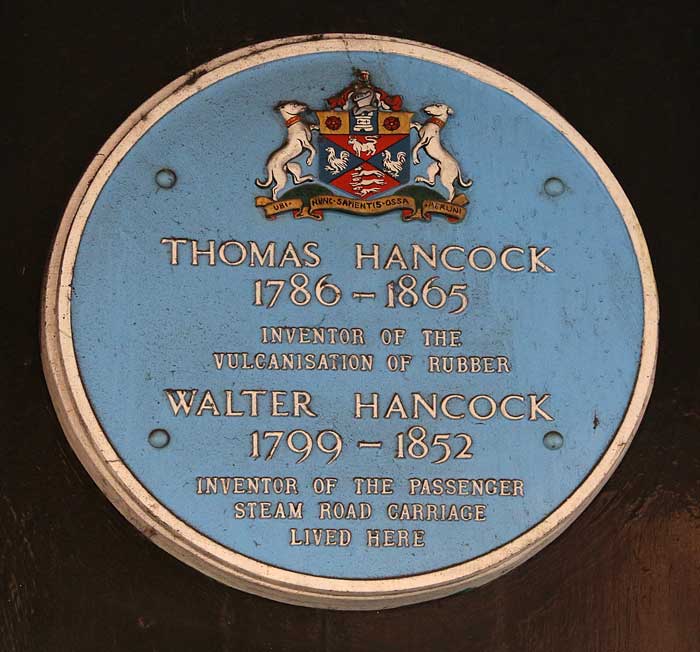 UBI · NUNC · SAPIENTIS · OSSA
THOMAS HANCOCK
1786 – 1865
INVENTOR OF THE
VULCANISATION OF RUBBER
WALTER HANCOCK
1799 – 1852
INVENTOR OF THE PASSENGER
STEAM ROAD CARRIAGE
LIVED HERE